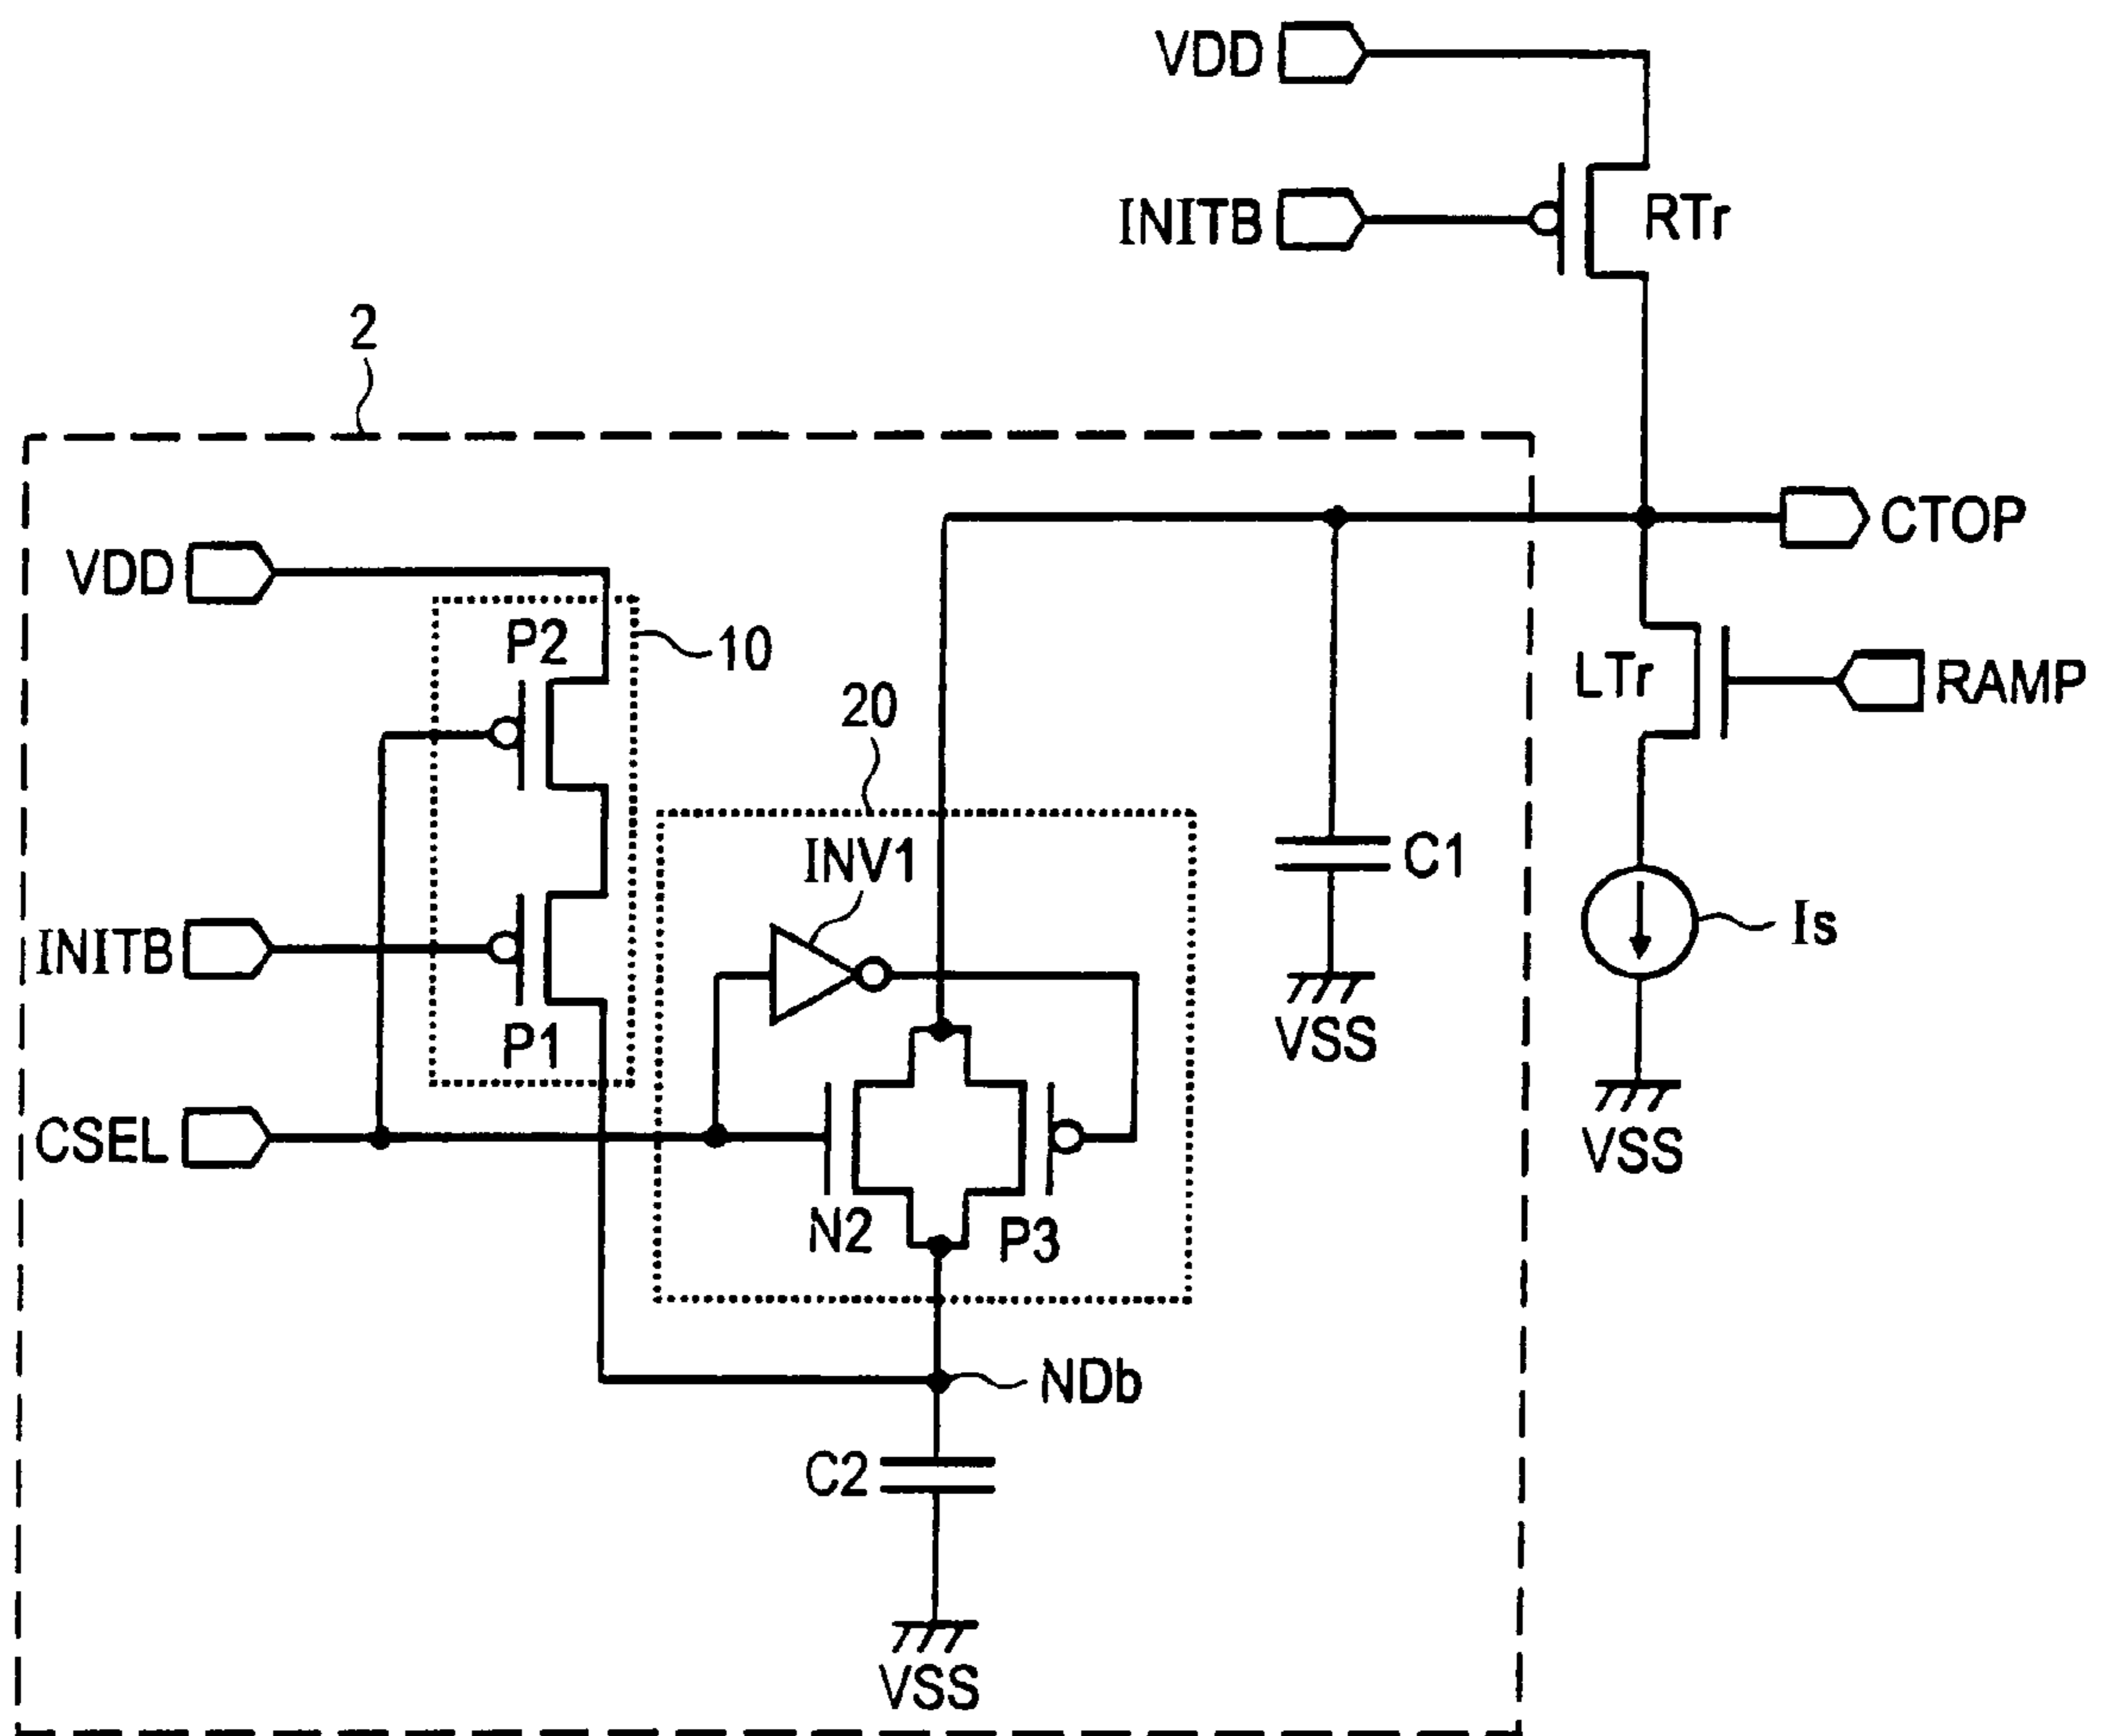 VDD
INITB
RTr
2
CTOP
VDD
P2
10
LTr
RAMP
20
INV1
C1
Is
INITB
P1
VSS
CSEL
VSS
N2
P3
NDb
C2
VSS